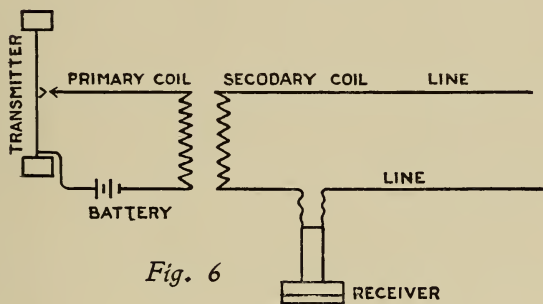 TRANSMITTER
PRIMARY COIL
SECODARY COIL
LINE
LINE
BATTERY
Fig. 6
RECEIVER